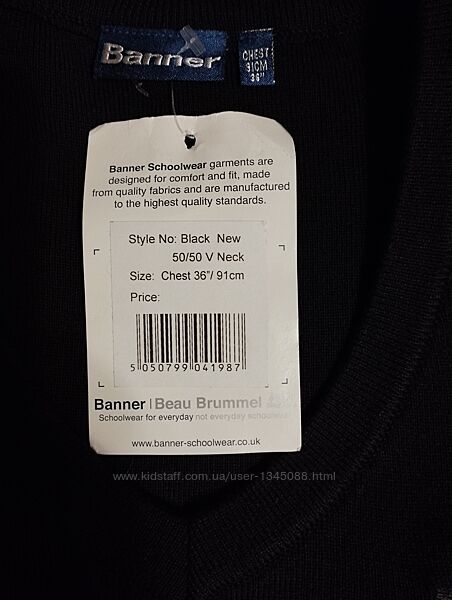 Banner
CHEST
91CM
36"
Banner Schoolwear garments are
designed for comfort and fit, made
from quality fabrics and are manufactured
to the highest quality standards.
Style No: Black New
50/50 V Neck
Size: Chest 36"/ 91cm
Price:
5 050799 041987
Banner | Beau Brummel
Schoolwear for everyday not everyday schoolwear
www.banner-schoolwear.co.uk
www.kidstaff.com.ua/user-1345088.html